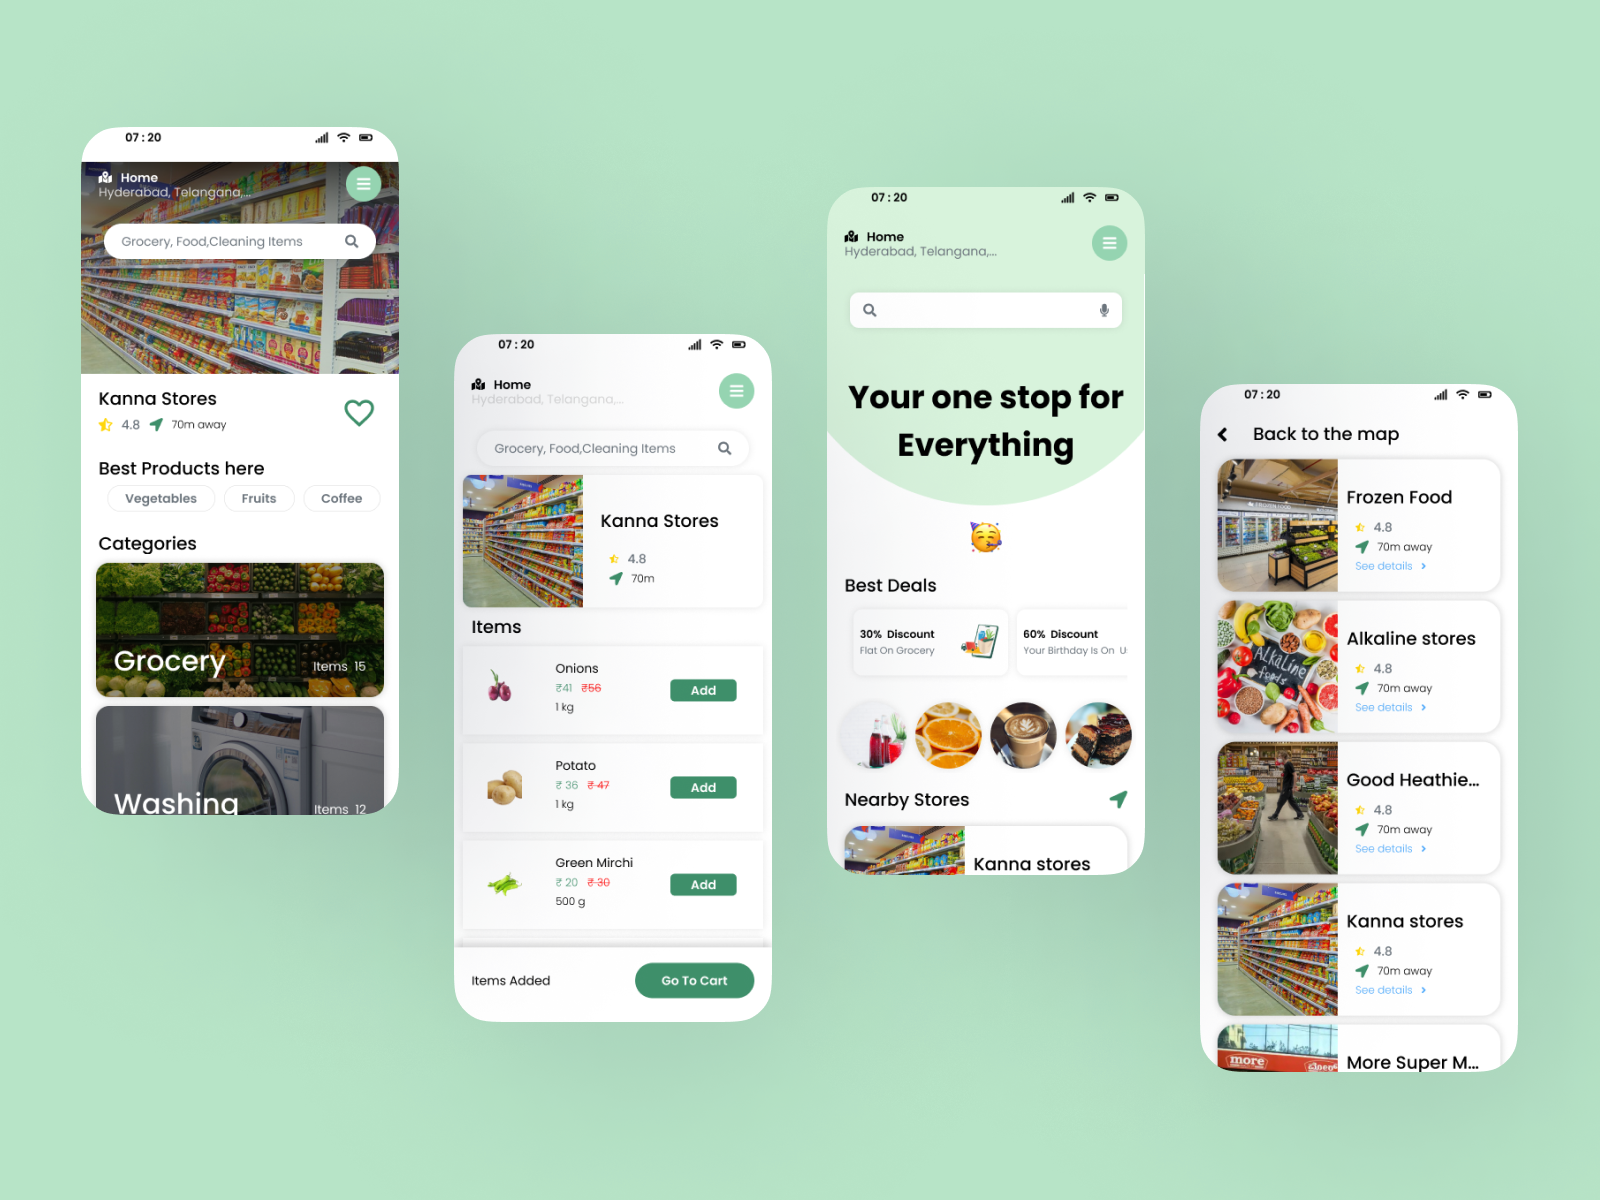 07 : 20
Home
Hyderabad, Telangana,...
Grocery, Food,Cleaning Items
Kanna Stores
4.8 70m away
Best Products here
Vegetables Fruits Coffee
Categories
Grocery
Items 15
Washing
Items 12
07 : 20
Home
Hyderabad, Telangana,...
Grocery, Food,Cleaning Items
Kanna Stores
4.8
70m
Items
Onions
₹41 ₹56
1 kg
Add
Potato
₹ 36 ₹ 47
1 kg
Add
Green Mirchi
₹ 20 ₹ 30
500 g
Add
Items Added
Go To Cart
07 : 20
Home
Hyderabad, Telangana,...
Your one stop for
Everything
Best Deals
30% Discount
Flat On Grocery
60% Discount
Your Birthday Is On U
Nearby Stores
Kanna stores
07 : 20
Back to the map
Frozen Food
4.8
70m away
See details
Alkaline
foods
Alkaline stores
4.8
70m away
See details
Good Heathie...
4.8
70m away
See details
Kanna stores
4.8
70m away
See details
more
More Super M...